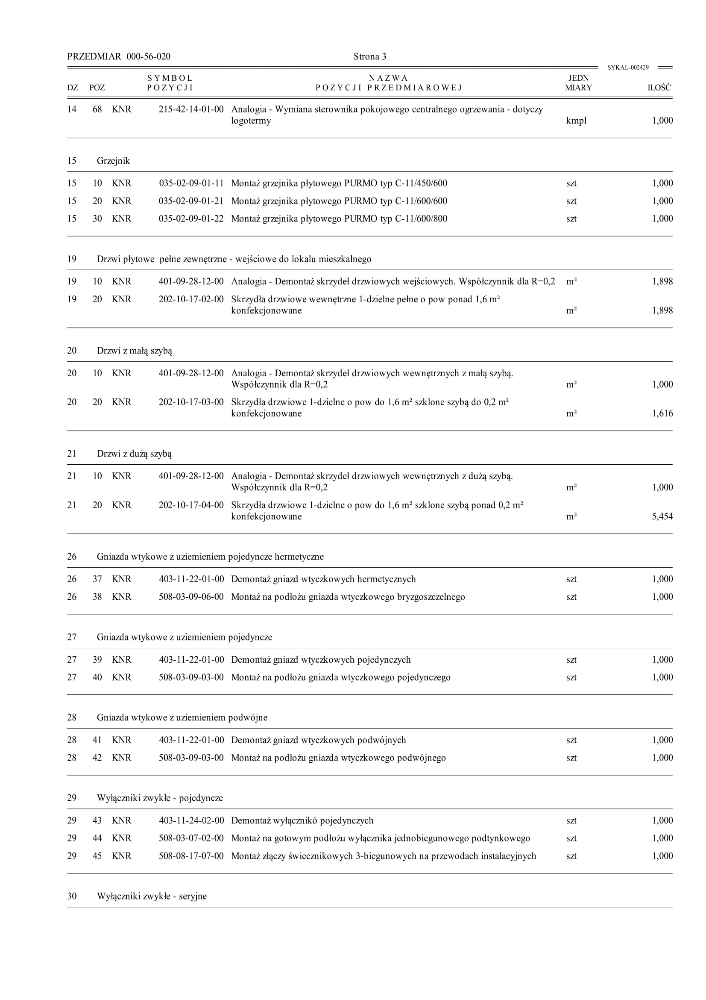 PRZEDMIAR 000-56-020 Strona 3
SYKAL-002429
SYMBOL NAZWA JEDN
DZ POZ POZYCJI POZYCJI PRZEDMIAROWEJ MIARY ILOŚĆ
14 68 KNR 215-42-14-01-00 Analogia - Wymiana sterownika pokojowego centralnego ogrzewania - dotyczy
logotermy kmpl 1,000
15 Grzejnik
15 10 KNR 035-02-09-01-11 Montaż grzejnika płytowego PURMO typ C-11/450/600 szt 1,000
15 20 KNR 035-02-09-01-21 Montaż grzejnika płytowego PURMO typ C-11/600/600 szt 1,000
15 30 KNR 035-02-09-01-22 Montaż grzejnika płytowego PURMO typ C-11/600/800 szt 1,000
19 Drzwi płytowe pełne zewnętrzne - wejściowe do lokalu mieszkalnego
19 10 KNR 401-09-28-12-00 Analogia - Demontaż skrzydeł drzwiowych wejściowych. Współczynnik dla R=0,2 m² 1,898
19 20 KNR 202-10-17-02-00 Skrzydła drzwiowe wewnętrzne 1-dzielne pełne o pow ponad 1,6 m²
konfekcjonowane m² 1,898
20 Drzwi z małą szybą
20 10 KNR 401-09-28-12-00 Analogia - Demontaż skrzydeł drzwiowych wewnętrznych z małą szybą.
Współczynnik dla R=0,2 m² 1,000
20 20 KNR 202-10-17-03-00 Skrzydła drzwiowe 1-dzielne o pow do 1,6 m² szklone szybą do 0,2 m²
konfekcjonowane m² 1,616
21 Drzwi z dużą szybą
21 10 KNR 401-09-28-12-00 Analogia - Demontaż skrzydeł drzwiowych wewnętrznych z dużą szybą.
Współczynnik dla R=0,2 m² 1,000
21 20 KNR 202-10-17-04-00 Skrzydła drzwiowe 1-dzielne o pow do 1,6 m² szklone szybą ponad 0,2 m²
konfekcjonowane m² 5,454
26 Gniazda wtykowe z uziemieniem pojedyncze hermetyczne
26 37 KNR 403-11-22-01-00 Demontaż gniazd wtyczkowych hermetycznych szt 1,000
26 38 KNR 508-03-09-06-00 Montaż na podłożu gniazda wtyczkowego bryzgoszczelnego szt 1,000
27 Gniazda wtykowe z uziemieniem pojedyncze
27 39 KNR 403-11-22-01-00 Demontaż gniazd wtyczkowych pojedynczych szt 1,000
27 40 KNR 508-03-09-03-00 Montaż na podłożu gniazda wtyczkowego pojedynczego szt 1,000
28 Gniazda wtykowe z uziemieniem podwójne
28 41 KNR 403-11-22-01-00 Demontaż gniazd wtyczkowych podwójnych szt 1,000
28 42 KNR 508-03-09-03-00 Montaż na podłożu gniazda wtyczkowego podwójnego szt 1,000
29 Wyłączniki zwykłe - pojedyncze
29 43 KNR 403-11-24-02-00 Demontaż wyłącznikó pojedynczych szt 1,000
29 44 KNR 508-03-07-02-00 Montaż na gotowym podłożu wyłącznika jednobiegunowego podtynkowego szt 1,000
29 45 KNR 508-08-17-07-00 Montaż złączy świecznikowych 3-biegunowych na przewodach instalacyjnych szt 1,000
30 Wyłączniki zwykłe - seryjne